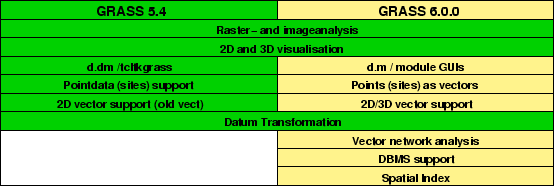 GRASS 5.4 GRASS 6.0.0
Raster− and imageanalysis
2D and 3D visualisation
d.dm /tcltkgrass d.m / module GUIs
Pointdata (sites) support Points (sites) as vectors
2D vector support (old vect) 2D/3D vector support
Datum Transformation
Vector network analysis
DBMS support
Spatial Index